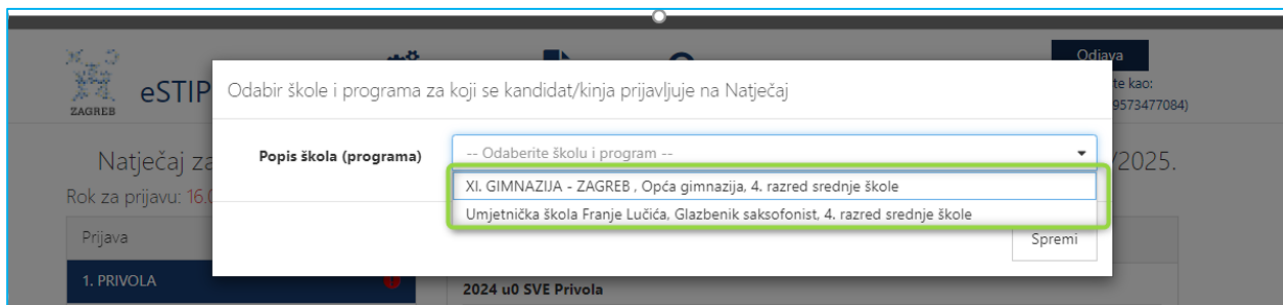 Odjava
eSTIP
ZAGREB
te kao:
9573477084)
Odabir škole i programa za koji se kandidat/kinja prijavljuje na Natječaj
Popis škola (programa)
-- Odaberite školu i program --
XI. GIMNAZIJA - ZAGREB , Opća gimnazija, 4. razred srednje škole
Umjetnička škola Franje Lučića, Glazbenik saksofonist, 4. razred srednje škole
Spremi
Natječaj za
/2025.
Rok za prijavu: 16.0
Prijava
1. PRIVOLA
2024 u0 SVE Privola